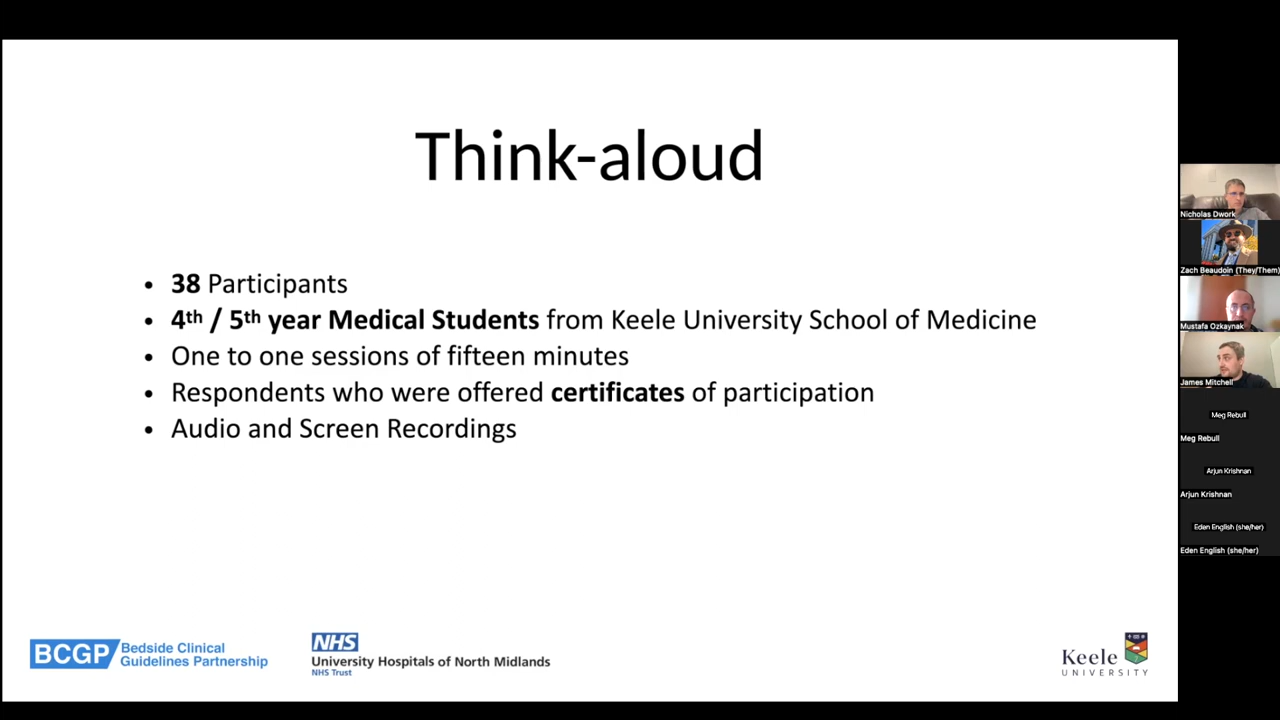 Think-aloud
• 38 Participants
• 4th / 5th year Medical Students from Keele University School of Medicine
• One to one sessions of fifteen minutes
• Respondents who were offered certificates of participation
• Audio and Screen Recordings
BCGP Bedside Clinical
Guidelines Partnership
NHS
University Hospitals of North Midlands
NHS Trust
Keele
UNIVERSITY
Nicholas Dwork
Zach Beaudoin (They/Them)
Mustafa Ozkaynak
James Mitchell
Meg Rebull
Meg Rebull
Arjun Krishnan
Arjun Krishnan
Eden English (she/her)
Eden English (she/her)